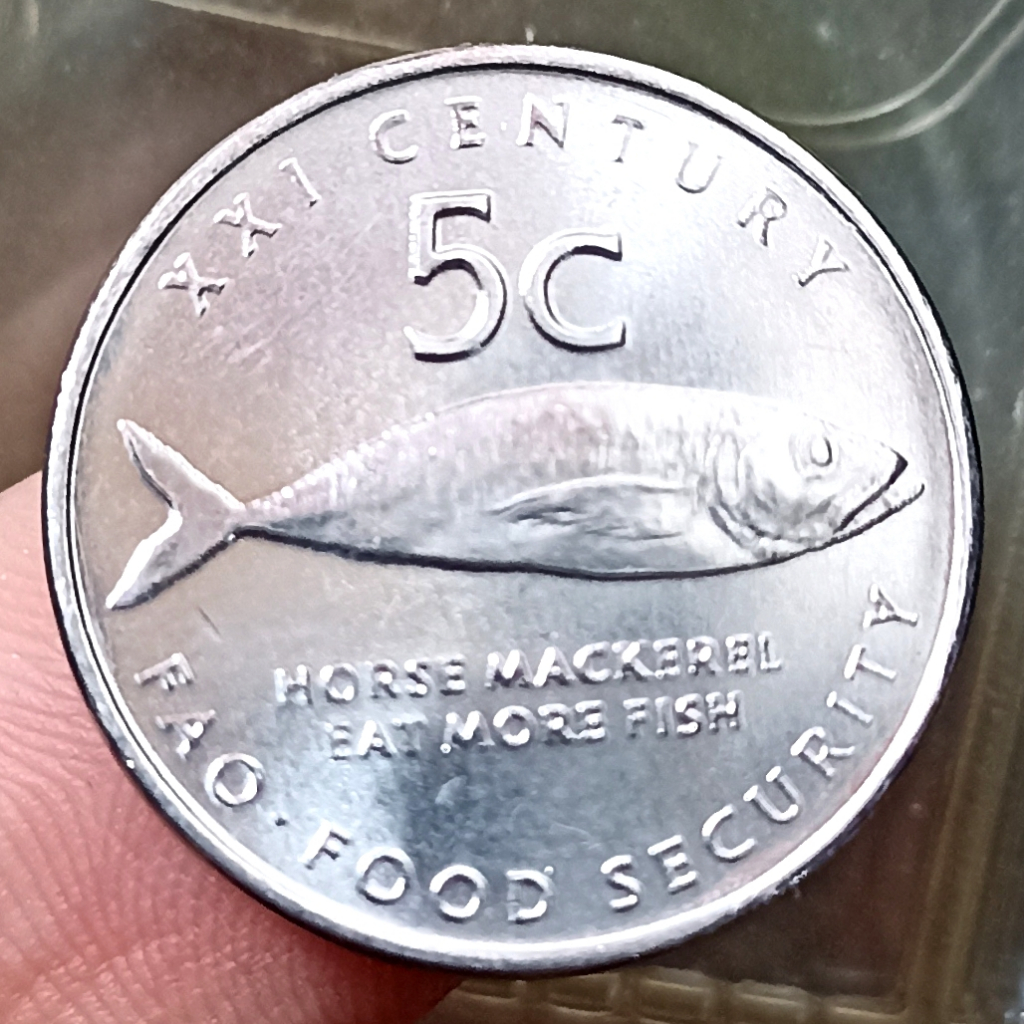 XXI CENTURY
5c
HORSE MACKEREL
EAT MORE FISH
FAO · FOOD SECURITY